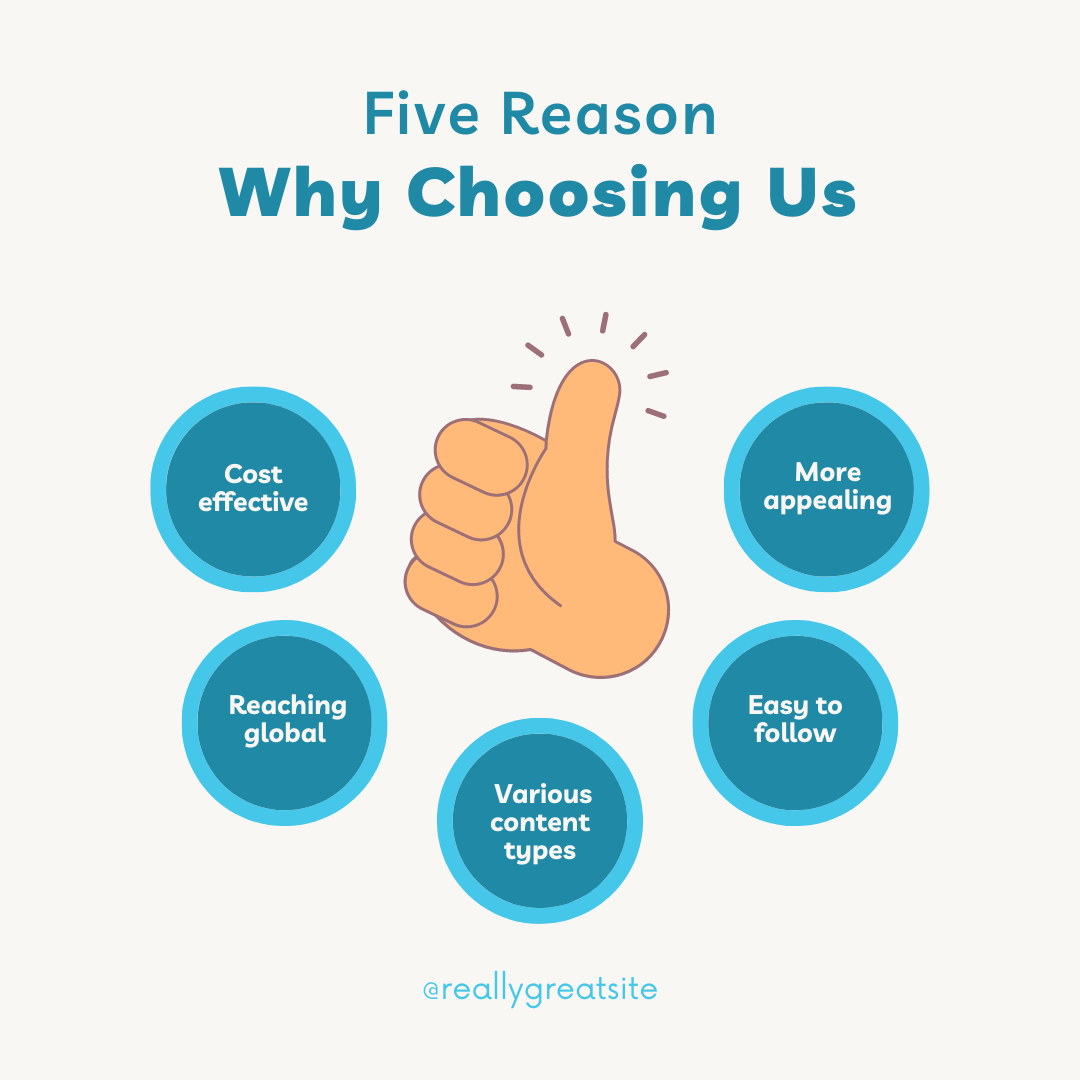 Five Reason
Why Choosing Us
Cost
effective
More
appealing
Reaching
global
Easy to
follow
Various
content
types
@reallygreatsite